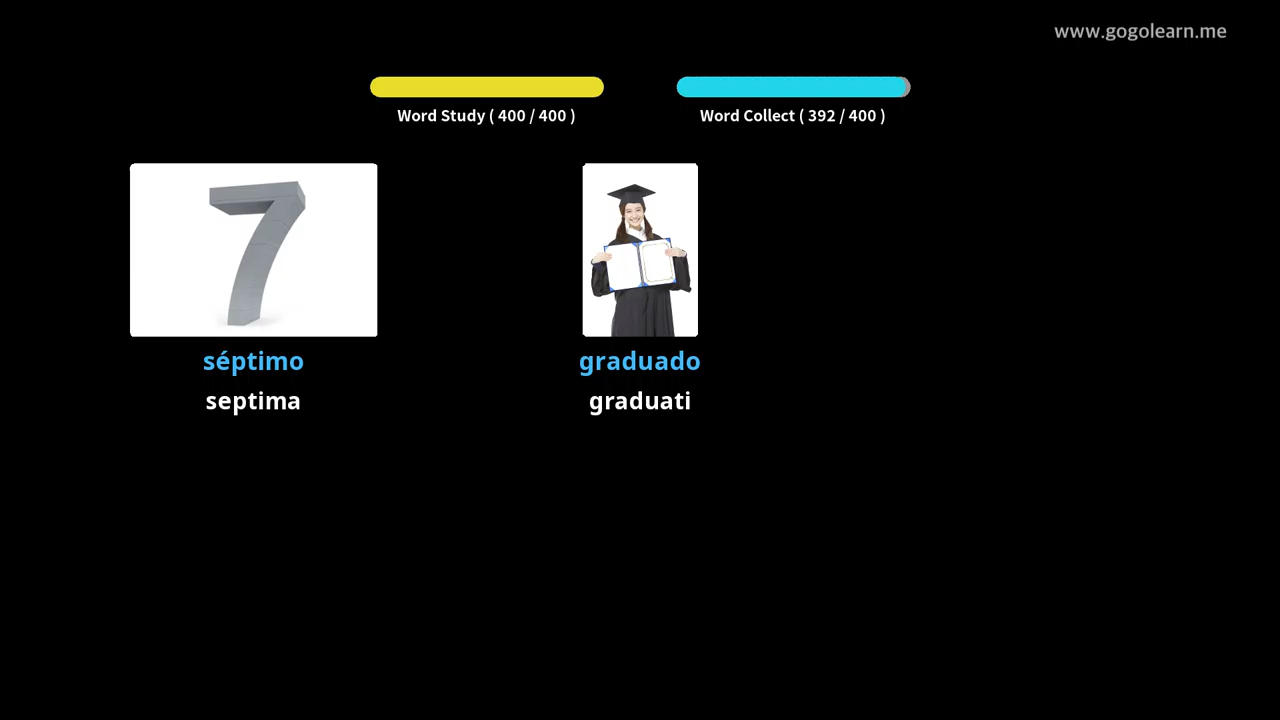 www.gogolearn.me
Word Study ( 400 / 400 )
Word Collect ( 392 / 400 )
séptimo
graduado
septima
graduati